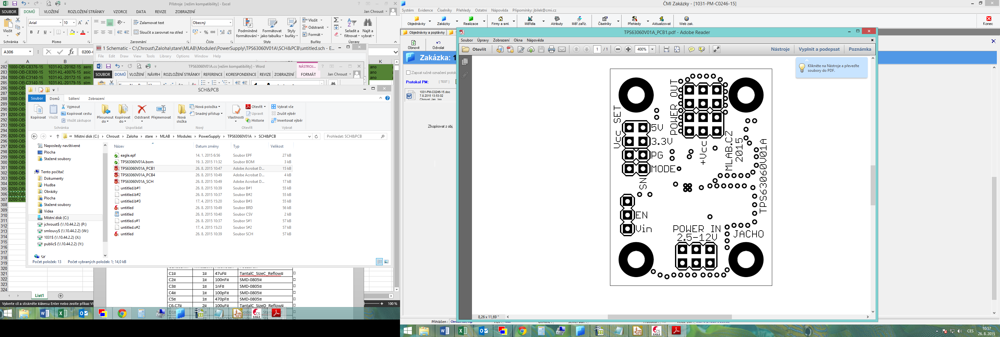 Přístroje [režim kompatibility] - Excel
SOUBOR DOMŮ VLOŽENÍ ROZLOŽENÍ STRÁNKY VZORCE DATA REVIZE ZOBRAZENÍ Jan Chroust
Arial 10 Zalamovat text Obecný
Vložit
B I U Sloučit a zarovnat na střed % 000
Podmíněné formátování Formátovat jako tabulku Styly buňky
Vložit
Odstranit
Formát
Seřadit a filtrovat Najít a vybrat
Schránka Písmo Zarovnání Číslo Styly Buňky Úpravy
A306
A B K
282 1000-OB-C8376-15 1031-KL-20162-15 aero ano
283 1000-OB-C8300-15 1031-KL-40076-15 asic ano
284 1000-OB-C3140-15 1031-KL-20172-15 stm ano
285 1000-OB-C3140-15 1031-KL-20179-15 stm
286 1000-OB-
287 1000-OB-
288 1000-OB-
289 1000-OB-
290 0200-OB-
291 0200-OB-
292 1000-OB-
293 1000-OB-
294 1000-OB-
295 0200-OB-
296 1000-OB-
297 0200-OB-
298 0200-OB-
299 1000-OB-
300 1000-OB-
301 1000-OB-
302 1000-OB-
303 1000-OB-
304 0200-OB-
305 0200-OB-
306 0200-OB-
307 0200-OB-
308
309
310
311
312
313
314
315
316
317
318
319
320
321
322
323
324
List1
Vyberte cíl a stiskněte klávesu Enter nebo zvolte příkaz Vl
100 %
1 Schematic - C:\Chroust\Zaloha\stare\MLAB\Modules\PowerSupply\TPS63060V01A\SCH&PCB\untitled.sch - E...
File Edit Draw View Tools Library Options Window Help
TPS63060V01A.cs [režim kompatibility] - Word
NÁSTROJ...
SOUBOR DOMŮ VLOŽENÍ NÁVRH ROZLOŽENÍ STRÁNKY REFERENCE KORESPONDENCE REVIZE ZOBRAZENÍ FORMÁT Jan Chroust
SCH&PCB
Soubor Domů Sdílení Zobrazení
Kopírovat Vložit
Vyjmout
Kopírovat cestu
Vložit zástupce
Přesunout do Kopírovat do Odstranit Přejmenovat
Nová složka
Nová položka
Snadný přístup
Vlastnosti
Otevřít
Upravit
Historie
Vybrat vše
Zrušit výběr
Invertovat výběr
Schránka Uspořádat Nový Otevřít Vybrat
Místní disk (C:) Chroust Zaloha stare MLAB Modules PowerSupply TPS63060V01A SCH&PCB
Prohledat: SCH&PCB
Naposledy navštívené
Plocha
Stažené soubory
Tento počítač
Dokumenty
Hudba
Obrázky
Plocha
Stažené soubory
Videa
Místní disk (C:)
jchroust$ (\\10.44.2.2) (P:)
smlouvy$ (\\10.44.2.2) (W:)
1031$ (\\10.44.2.2) (X:)
public$ (\\10.44.2.2) (Y:)
Síť
Název Datum změny Typ Velikost
eagle.epf 14. 1. 2015 6:56 Soubor EPF 27 kB
TPS63060V01A.bom 19. 3. 2015 11:32 Soubor BOM 3 kB
TPS63060V01A_PCB1 26. 8. 2015 10:47 Adobe Acrobat D... 15 kB
TPS63060V01A_PCB4 26. 8. 2015 10:49 Adobe Acrobat D... 4 kB
TPS63060V01A_SCH 26. 8. 2015 10:49 Adobe Acrobat D... 17 kB
untitled.b#1 26. 8. 2015 10:39 Soubor B#1 55 kB
untitled.b#2 26. 8. 2015 10:37 Soubor B#2 55 kB
untitled.b#3 17. 4. 2015 15:20 Soubor B#3 55 kB
untitled 26. 8. 2015 10:49 Soubor BRD 56 kB
untitled 26. 8. 2015 10:40 Soubor CSV 2 kB
untitled.s#1 26. 8. 2015 10:37 Soubor S#1 57 kB
untitled.s#2 17. 4. 2015 15:23 Soubor S#2 57 kB
untitled 26. 8. 2015 10:39 Soubor SCH 57 kB
Počet položek: 13 Počet vybraných položek: 1; 14,0 kB
C1¤ 1¤ 47uF¤ TantalC_SizeC_Reflow¤ ¤
C2¤ 1¤ 100nF¤ SMD-0805¤ ¤
C3¤ 1¤ 1nF¤ SMD-0805¤ ¤
C4¤ 1¤ 100pF¤ SMD-0805¤ ¤
C5¤ 1¤ 470pF¤ SMD-0805¤ ¤
C6,C7¤ 2¤ 100uF¤ TantalC_SizeD_Reflow¤ ¤
ČMI Zakázky - [1031-PM-C0246-15]
Systém Evidence Číselníky Přehledy Ostatní Nápověda Připomínky: jbilek@cmi.cz
Objednávky Zakázky Realizace Firmy a sml. Měřidla Atributy Měř.zaříz. Číselníky Přehledy Aktualizovat Web zak. Konec
Objednávky a poptávky
Obnovit Odvolat
Zakázka: 1
Zapsat ručně označení protok
Protokol PM: [ TEST ]
1031-PM-C0246-15.doc
7.8.2015 13:53:02
Chroust Jan, Ing.
Zkopírovat z obj.
Přihlášen :
TPS63060V01A_PCB1.pdf - Adobe Reader
Soubor Úpravy Zobrazení Okna Nápověda
Otevřít 1 / 1 400% Nástroje Vyplnit a podepsat Poznámka
Klikněte na Nástroje a převeďte
soubory do PDF.
POWER OUT
Vcc SET
5V
3.3V
PG
MODE
SN
+Vcc
MLAB.CZ
2015
TPS63060V01A
EN
Vin
POWER IN
2.5-12V
JACHO
8,26 x 11,69 "
CES
10:57
26. 8. 2015